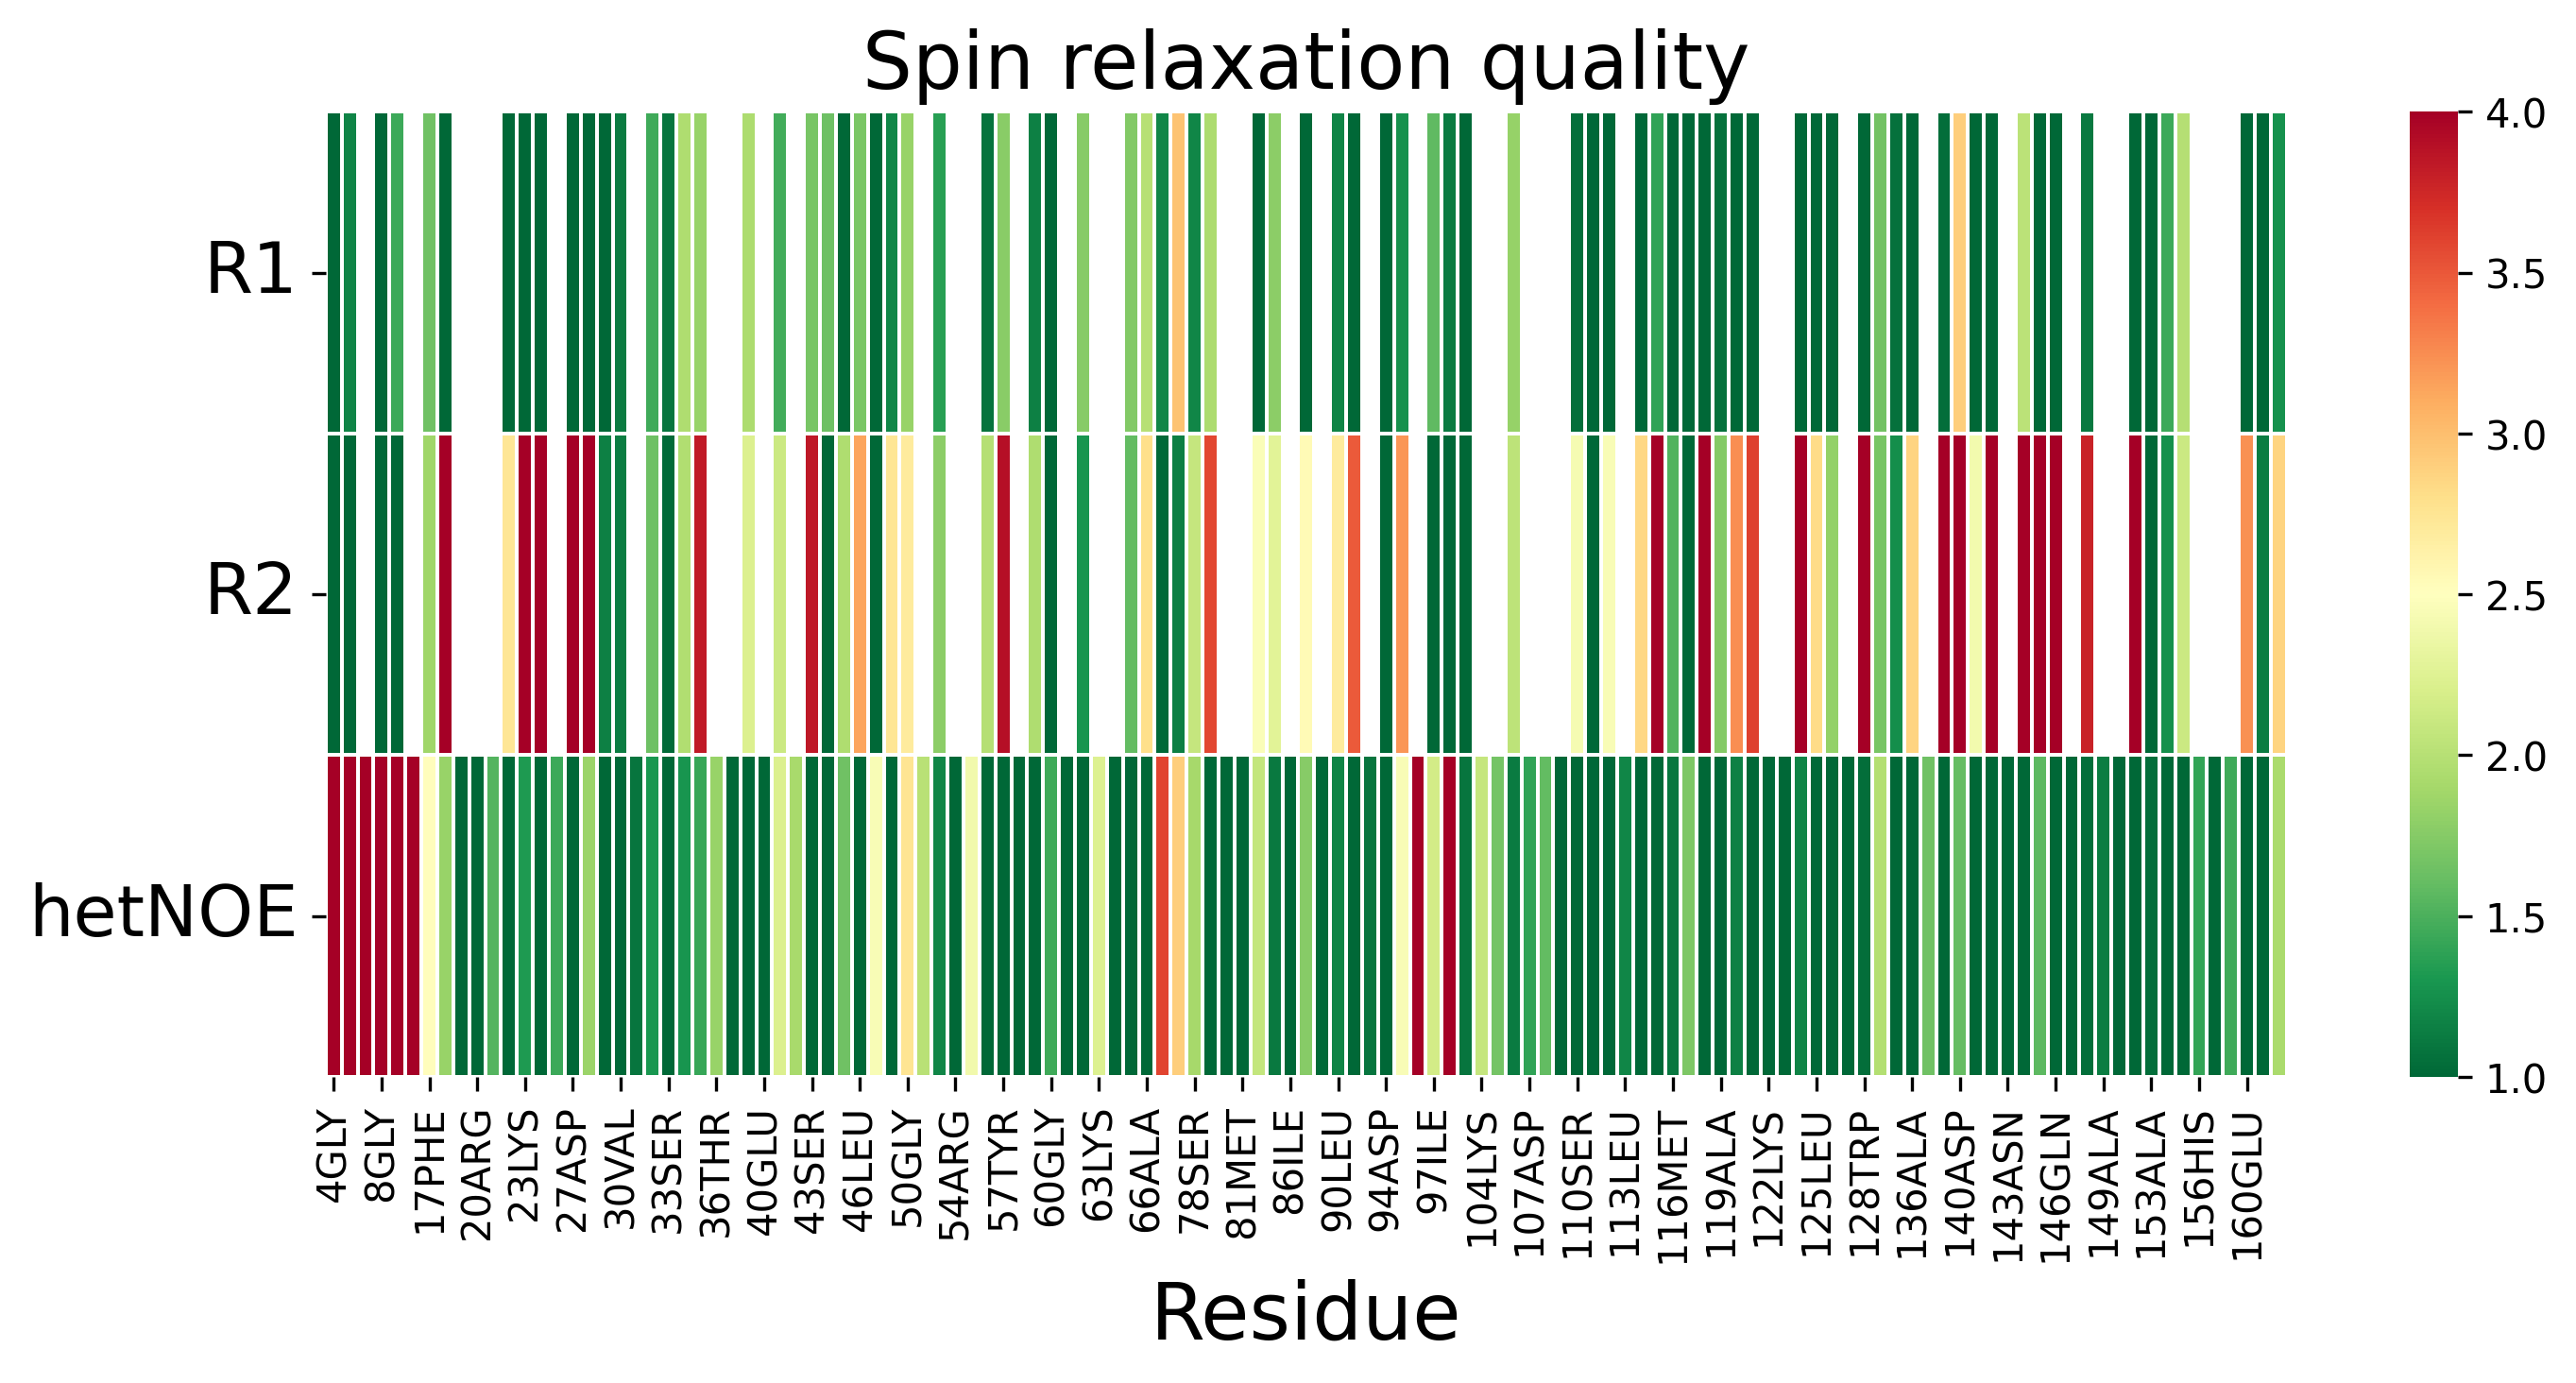 Spin relaxation quality
R1
R2
hetNOE
4GLY
8GLY
17PHE
20ARG
23LYS
27ASP
30VAL
33SER
36THR
40GLU
43SER
46LEU
50GLY
54ARG
57TYR
60GLY
63LYS
66ALA
78SER
81MET
86ILE
90LEU
94ASP
97ILE
104LYS
107ASP
110SER
113LEU
116MET
119ALA
122LYS
125LEU
128TRP
136ALA
140ASP
143ASN
146GLN
149ALA
153ALA
156HIS
160GLU
Residue
4.0
3.5
3.0
2.5
2.0
1.5
1.0